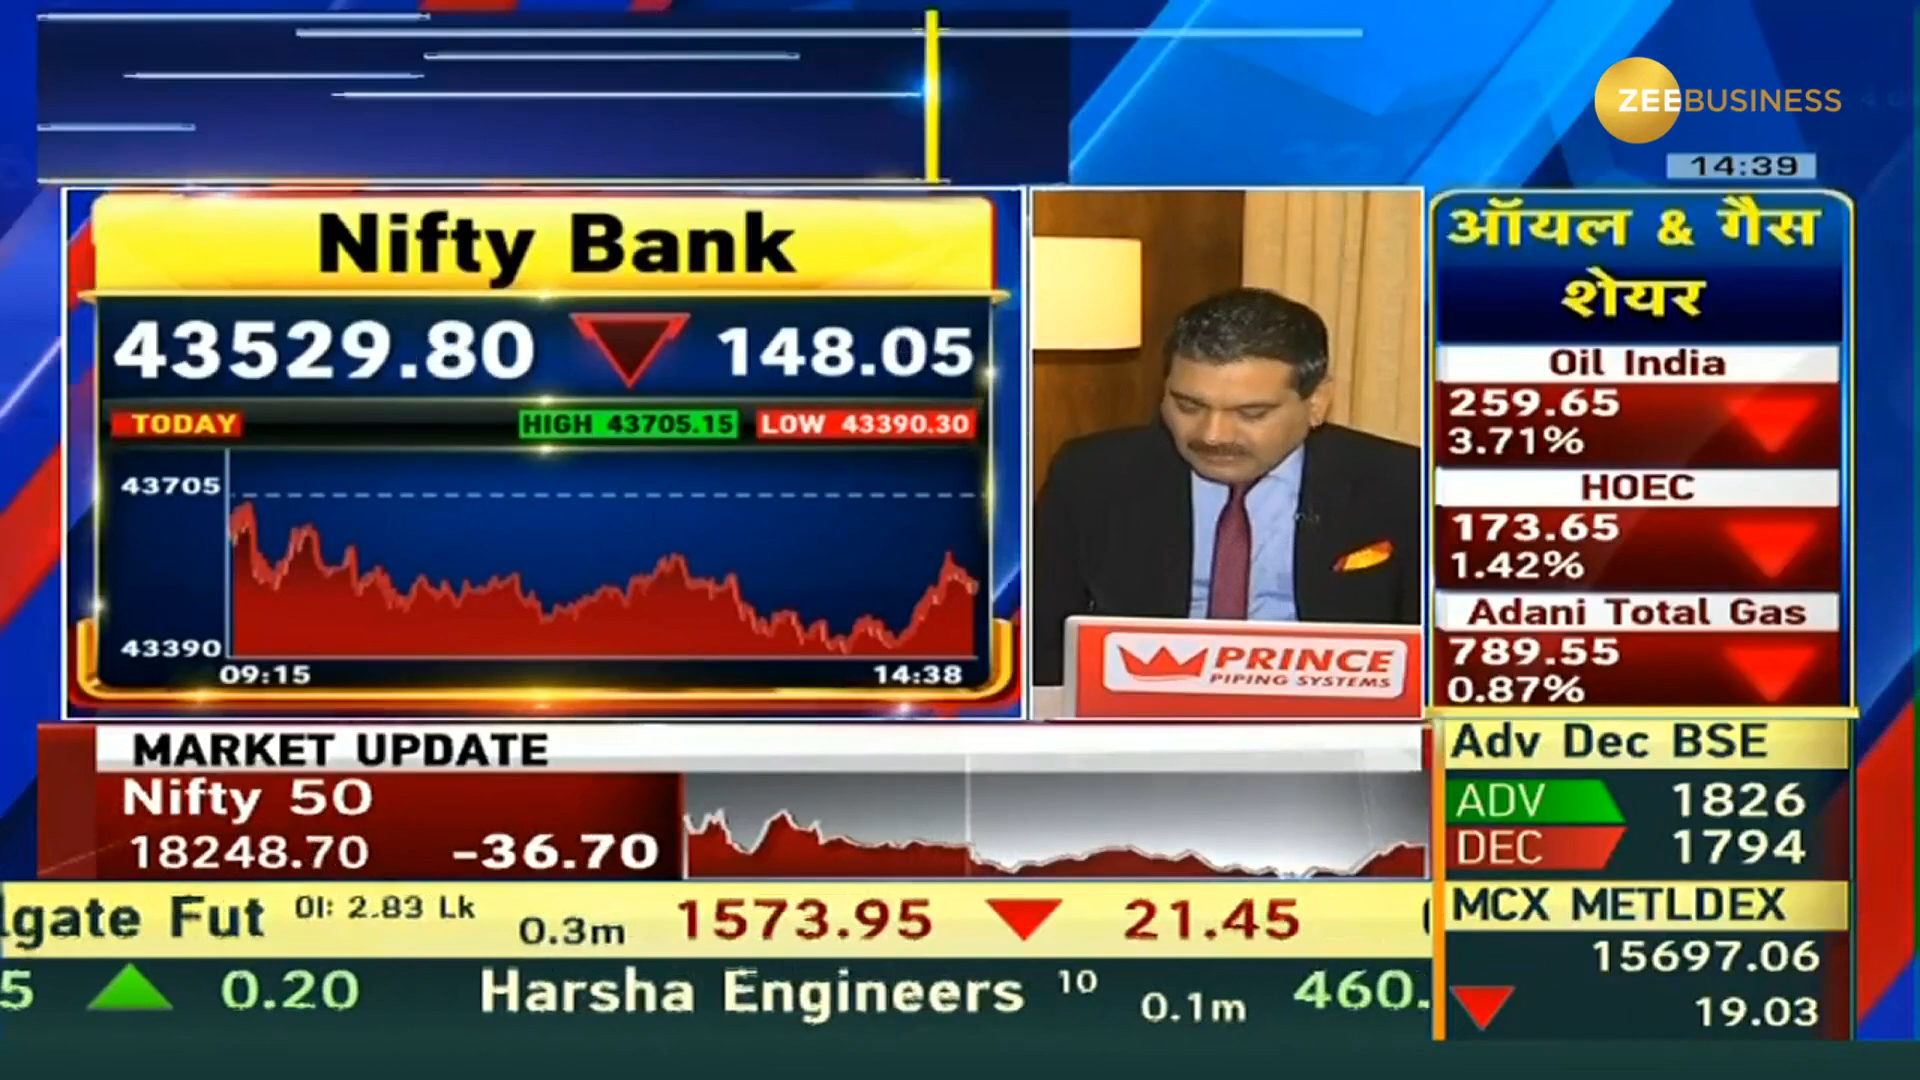 ZEEBUSINESS
14:39
Nifty Bank
43529.80 148.05
TODAY HIGH 43705.15 LOW 43390.30
43705
43390
09:15 14:38
PRINCE
PIPING SYSTEMS
ऑयल & गैस
शेयर
Oil India
259.65
3.71%
HOEC
173.65
1.42%
Adani Total Gas
789.55
0.87%
MARKET UPDATE
Nifty 50
18248.70 -36.70
Adv Dec BSE
ADV 1826
DEC 1794
MCX METLDEX
15697.06
19.03
lgate Fut OI: 2.83 Lk 0.3m 1573.95 21.45
5 0.20 Harsha Engineers 10 0.1m 460.